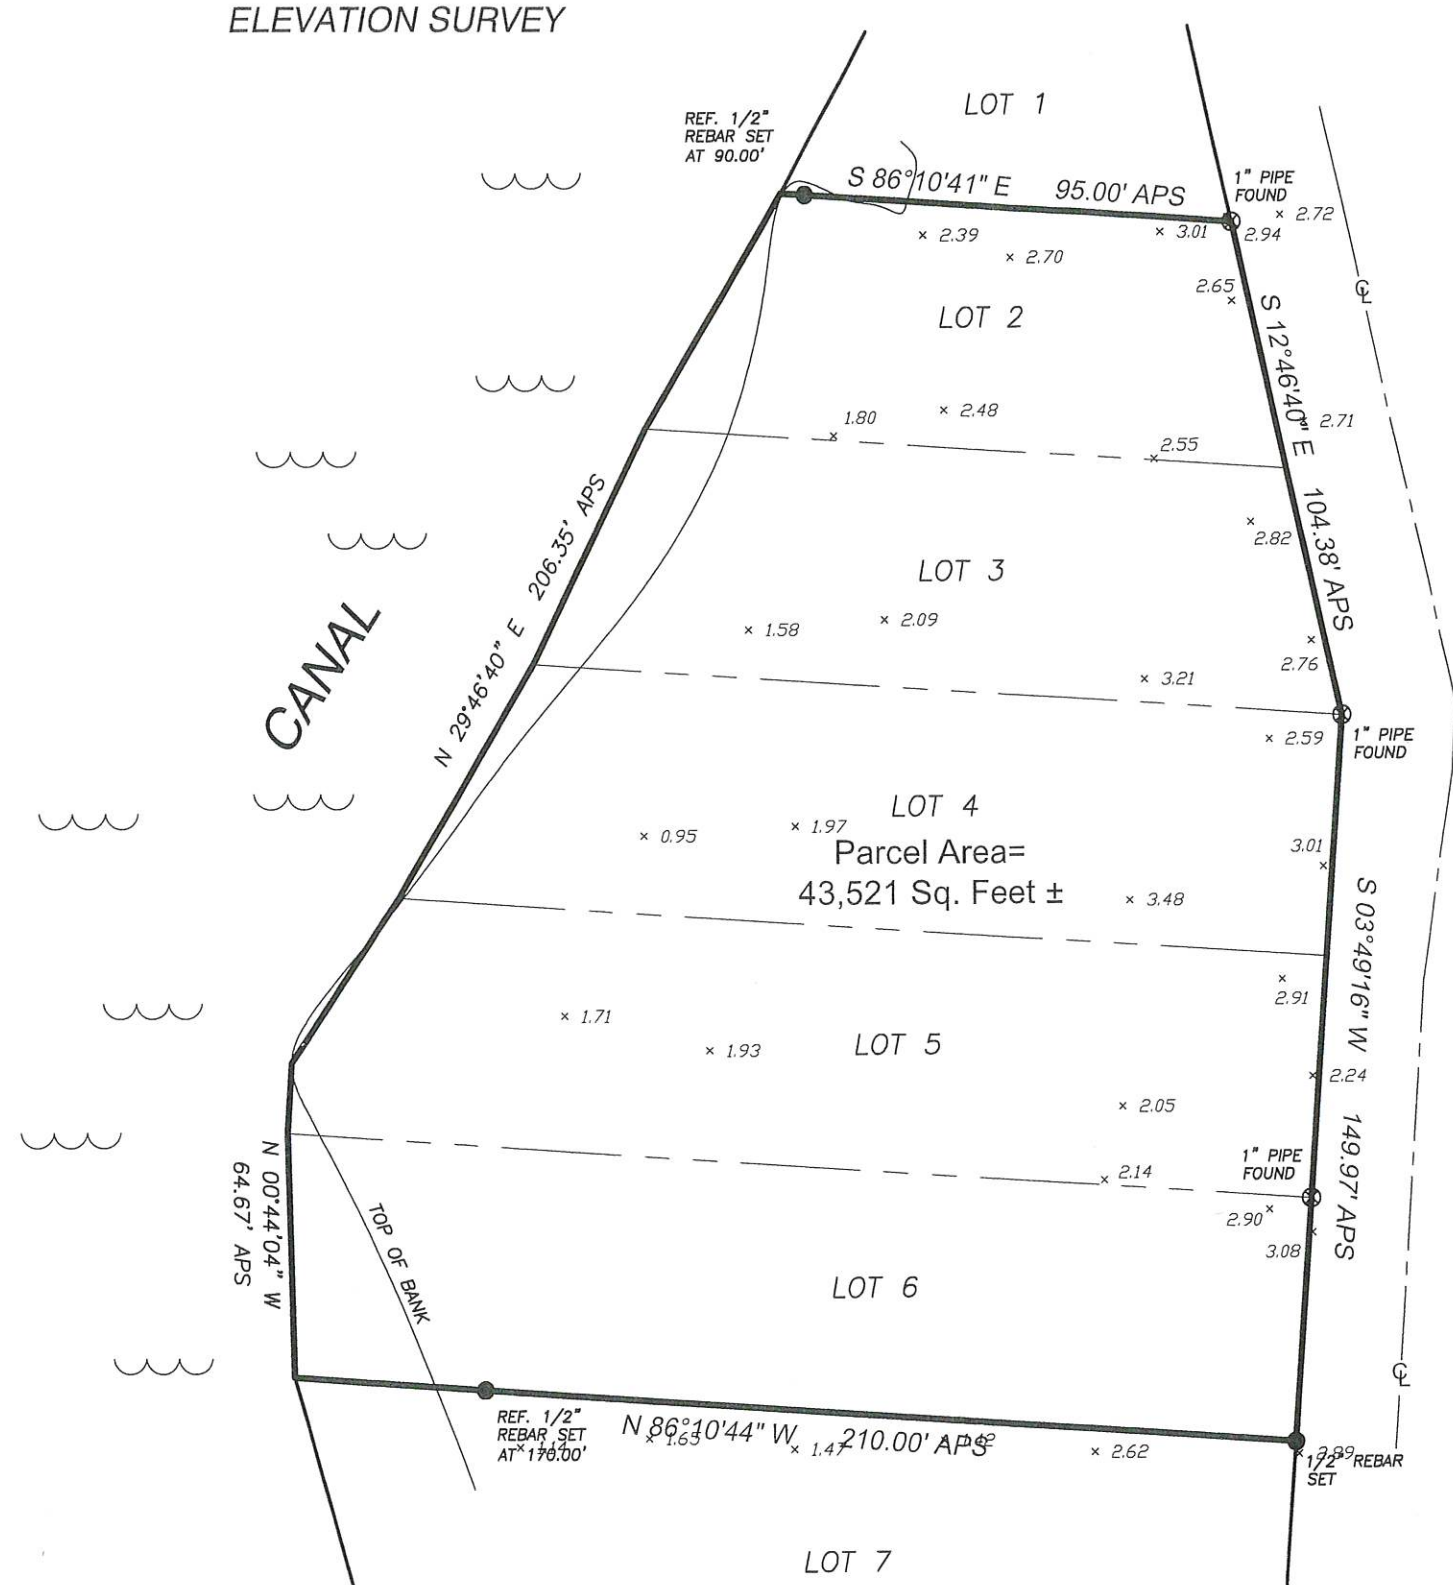 ELEVATION SURVEY
LOT 1
REF. 1/2"
REBAR SET
AT 90.00'
S 86°10'41" E 95.00' APS
1" PIPE
FOUND
2.72
2.39
2.70
3.01
2.94
2.65
℄
LOT 2
S 12°46'40" E 104.38' APS
1.80
2.48
2.55
2.71
2.82
N 29°46'40" E 206.35' APS
LOT 3
1.58
2.09
2.76
3.21
CANAL
2.59
1" PIPE
FOUND
LOT 4
0.95
1.97
3.01
Parcel Area=
43,521 Sq. Feet ±
3.48
S 03°49'16" W 149.97' APS
2.91
1.71
1.93
LOT 5
2.24
2.05
N 00°44'04" W
64.67' APS
2.14
1" PIPE
FOUND
TOP OF BANK
2.90
3.08
LOT 6
℄
REF. 1/2"
REBAR SET
AT 170.00'
N 86°10'44" W 210.00' APS
1.65
1.47
2.62
2.89
1/2" REBAR
SET
LOT 7